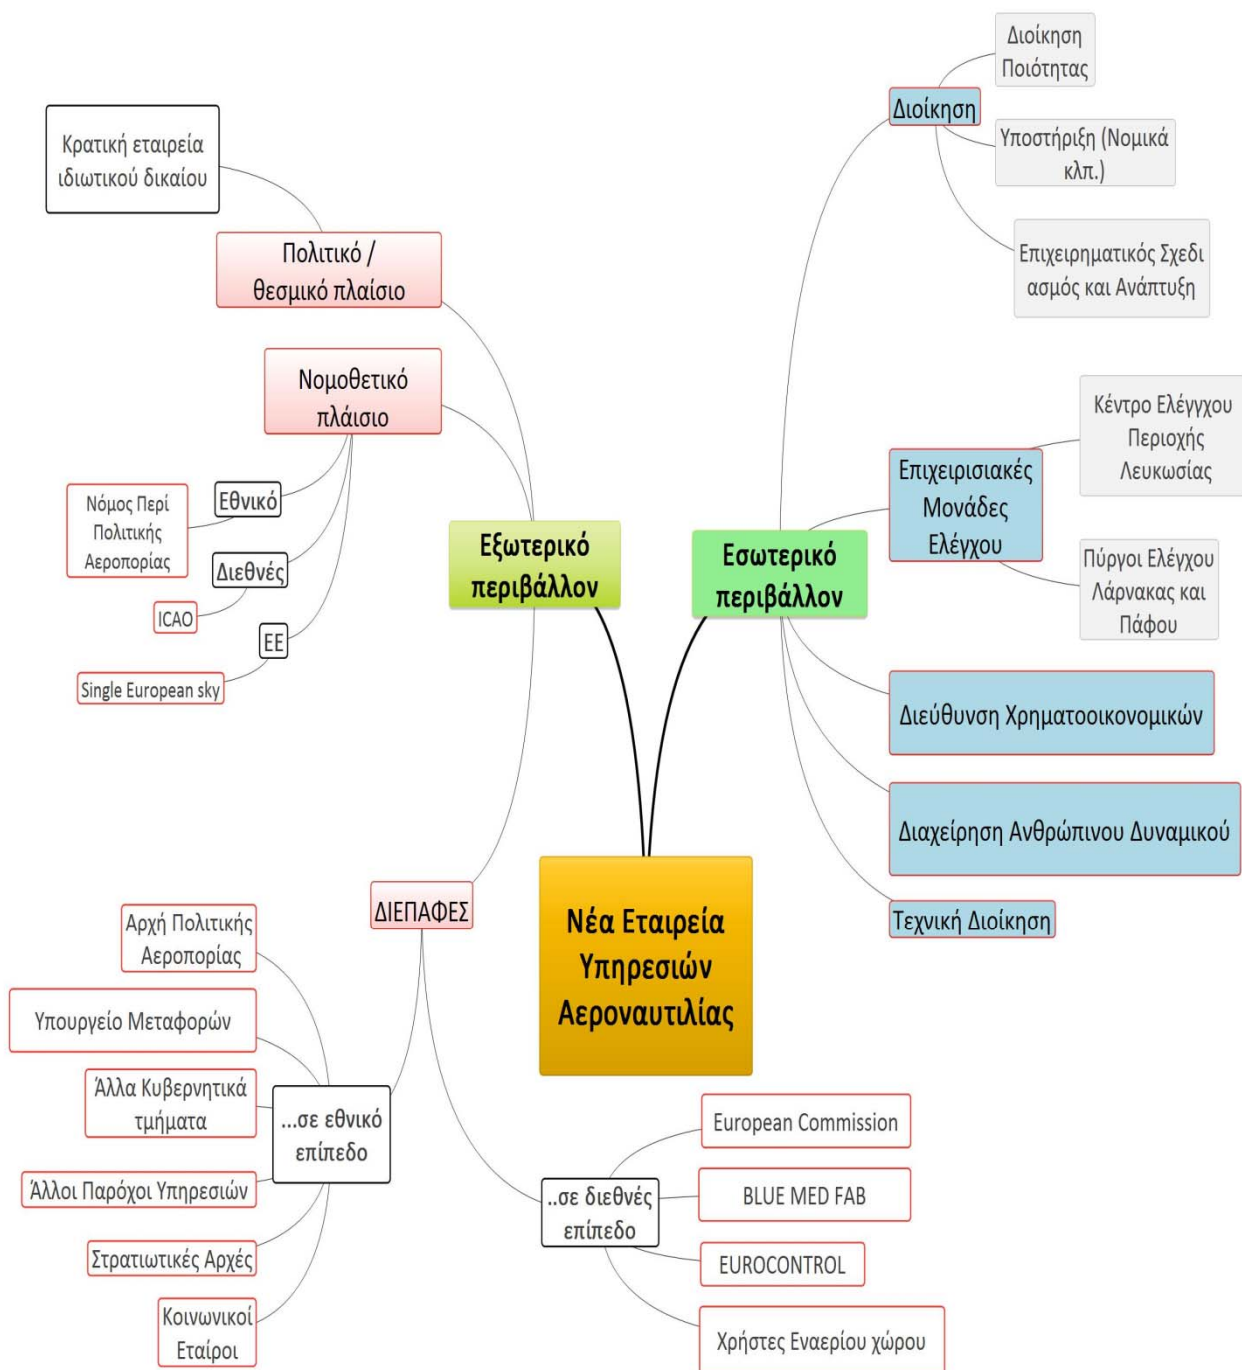 Κρατική εταιρεία
ιδιωτικού δικαίου
Πολιτικό /
θεσμικό πλαίσιο
Νομοθετικό
πλάισιο
Εθνικό
Νόμος Περί
Πολιτικής
Αεροπορίας
Διεθνές
ICAO
ΕΕ
Single European sky
Εξωτερικό
περιβάλλον
ΔΙΕΠΑΦΕΣ
Αρχή Πολιτικής
Αεροπορίας
Υπουργείο Μεταφορών
Άλλα Κυβερνητικά
τμήματα
...σε εθνικό
επίπεδο
Άλλοι Παρόχοι Υπηρεσιών
Στρατιωτικές Αρχές
Κοινωνικοί
Εταίροι
..σε διεθνές
επίπεδο
European Commission
BLUE MED FAB
EUROCONTROL
Χρήστες Εναερίου χώρου
Νέα Εταιρεία
Υπηρεσιών
Αεροναυτιλίας
Εσωτερικό
περιβάλλον
Διοίκηση
Διοίκηση
Ποιότητας
Υποστήριξη (Νομικά
κλπ.)
Επιχειρηματικός Σχεδι
ασμός και Ανάπτυξη
Επιχειρισιακές
Μονάδες
Ελέγχου
Κέντρο Ελέγγχου
Περιοχής
Λευκωσίας
Πύργοι Ελέγχου
Λάρνακας και
Πάφου
Διεύθυνση Χρηματοοικονομικών
Διαχείρηση Ανθρώπινου Δυναμικού
Τεχνική Διοίκηση